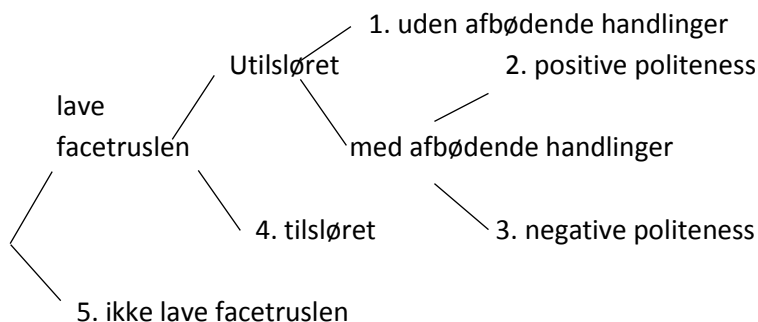 1. uden afbødende handlinger
Utilsløret
2. positive politeness
lave
facetruslen
med afbødende handlinger
4. tilsløret
3. negative politeness
5. ikke lave facetruslen